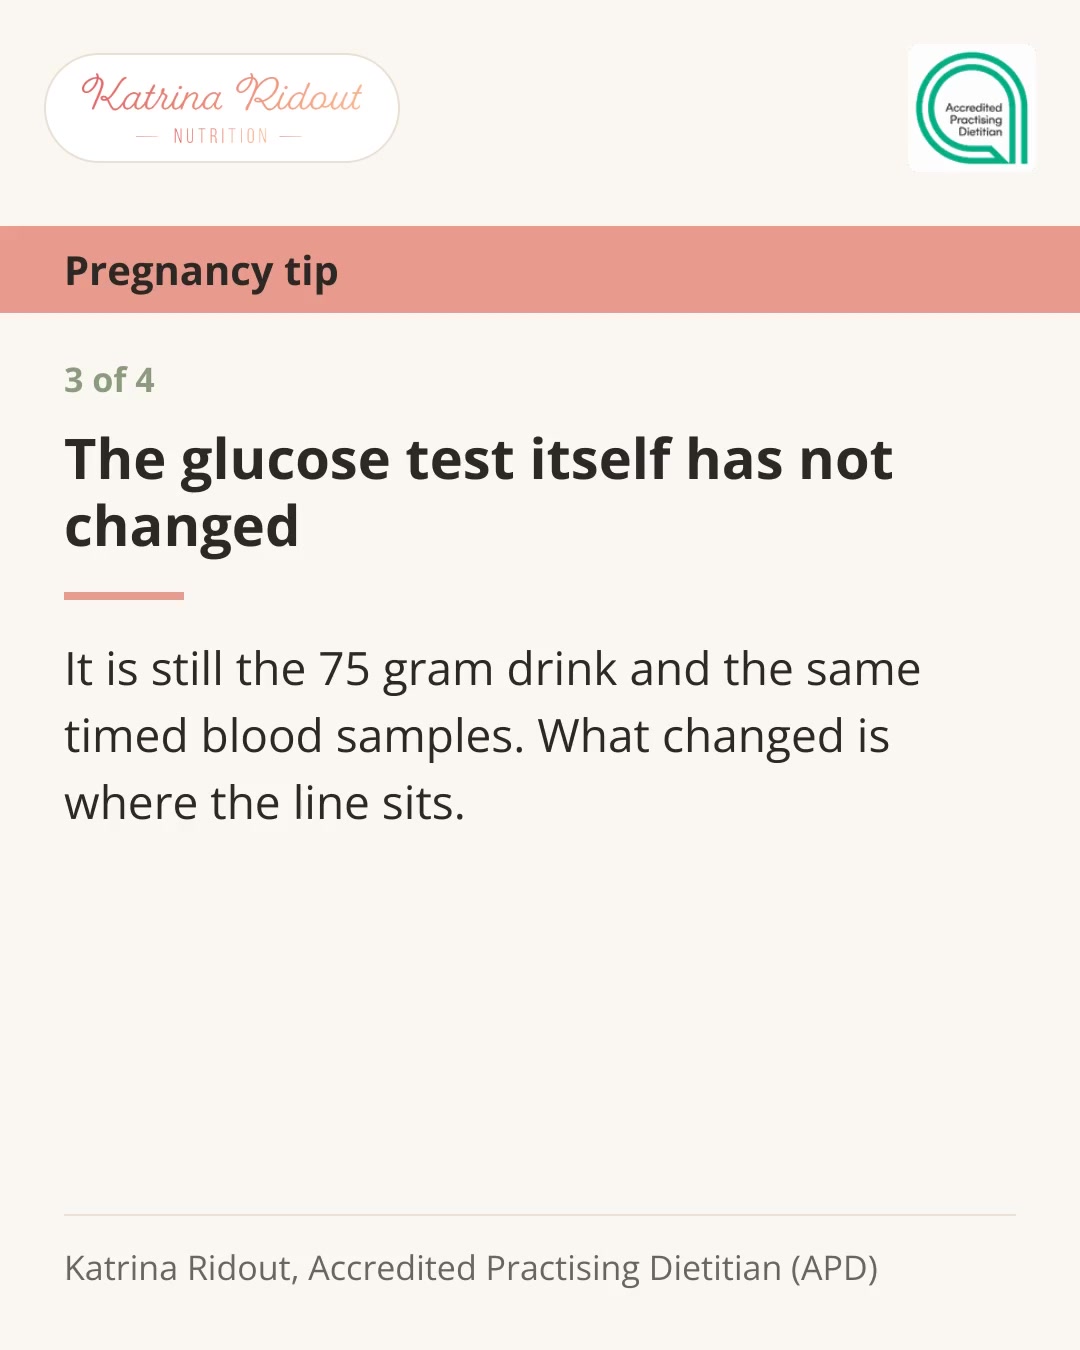 Katrina Ridout
NUTRITION
Accredited
Practising
Dietitian
Pregnancy tip
3 of 4
The glucose test itself has not
changed
It is still the 75 gram drink and the same
timed blood samples. What changed is
where the line sits.
Katrina Ridout, Accredited Practising Dietitian (APD)